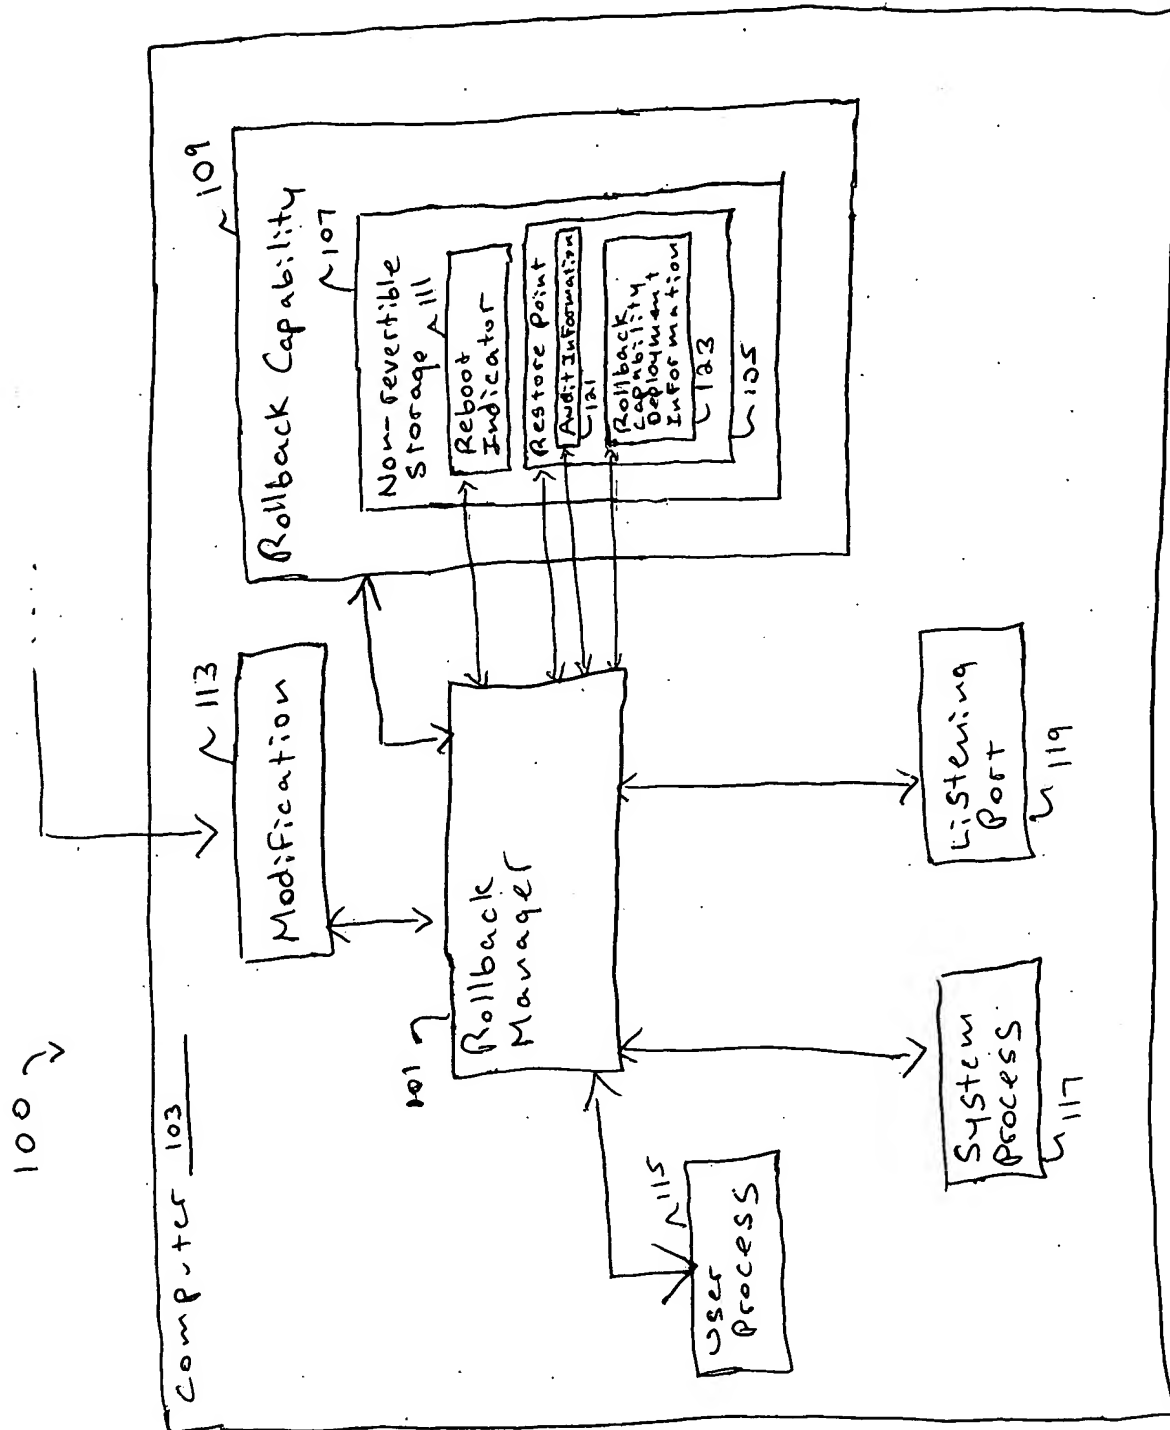 100
Computer 103
113
Modification
109
Rollback Capability
107
Non-revertible
Storage
111
Reboot
Indicator
Restore Point
Audit Information
121
Rollback
Capability
Deployment
Information
123
105
101
Rollback
Manager
115
User
Process
System
Process
117
Listening
Port
119